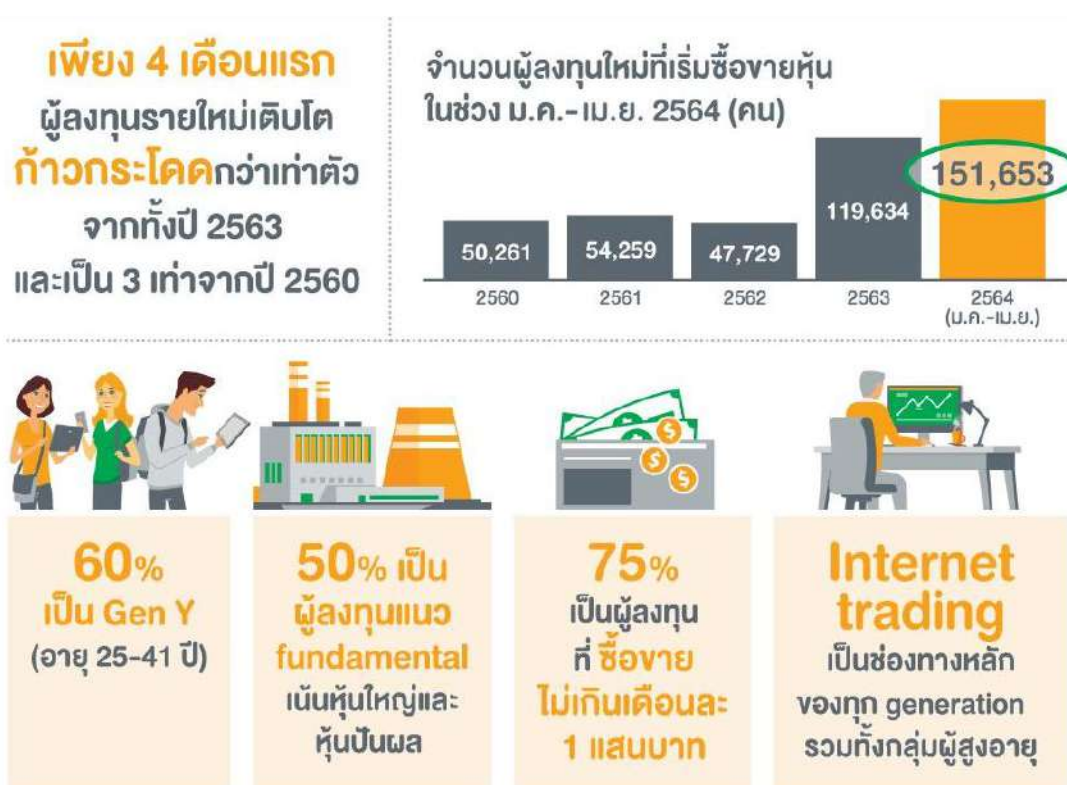 เพียง 4 เดือนแรก
ผู้ลงทุนรายใหม่เติบโต
ก้าวกระโดดกว่าเท่าตัว
จากทั้งปี 2563
และเป็น 3 เท่าจากปี 2560
จำนวนผู้ลงทุนใหม่ที่เริ่มซื้อขายหุ้น
ในช่วง ม.ค.-เม.ย. 2564 (คน)
50,261
54,259
47,729
119,634
151,653
2560
2561
2562
2563
2564
(ม.ค.-เม.ย.)
60%
เป็น Gen Y
(อายุ 25-41 ปี)
50% เป็น
ผู้ลงทุนแนว
fundamental
เน้นหุ้นใหญ่และ
หุ้นปันผล
75%
เป็นผู้ลงทุน
ที่ ซื้อขาย
ไม่เกินเดือนละ
1 แสนบาท
Internet
trading
เป็นช่องทางหลัก
ของทุก generation
รวมทั้งกลุ่มผู้สูงอายุ